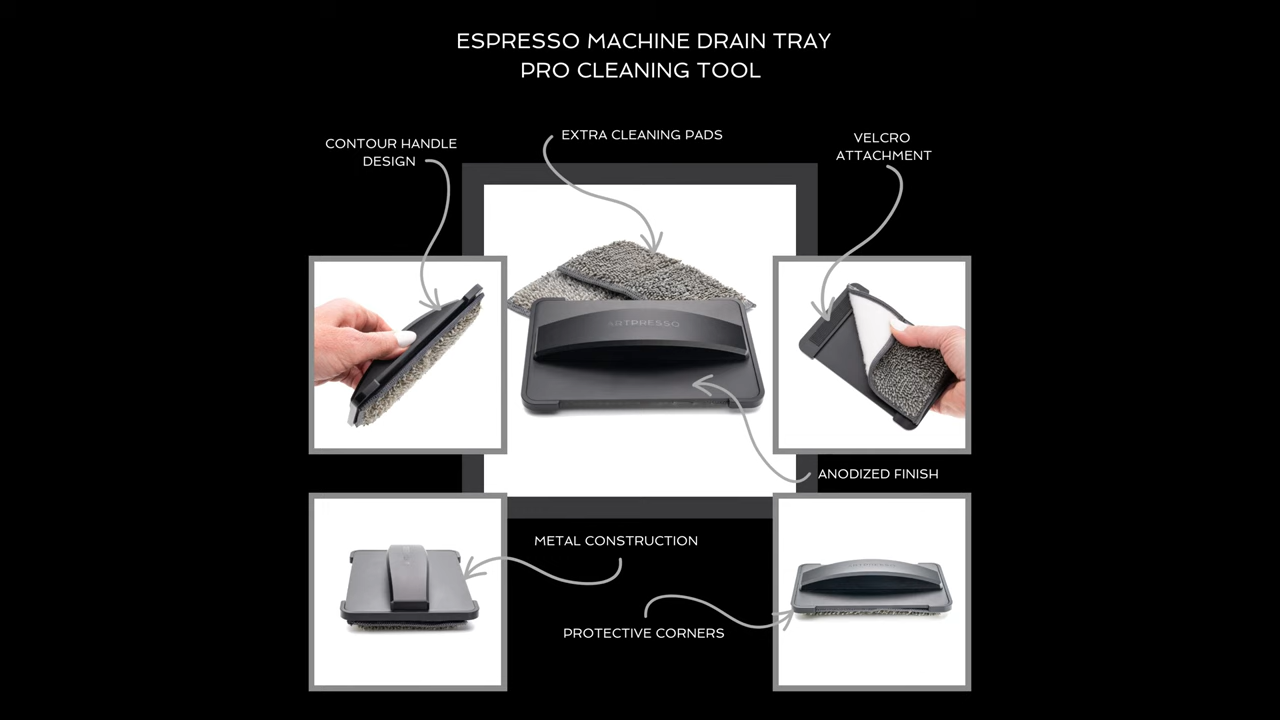 ESPRESSO MACHINE DRAIN TRAY
PRO CLEANING TOOL
CONTOUR HANDLE
DESIGN
EXTRA CLEANING PADS
VELCRO
ATTACHMENT
ARTPRESSO
ANODIZED FINISH
METAL CONSTRUCTION
ARTPRESSO
PROTECTIVE CORNERS